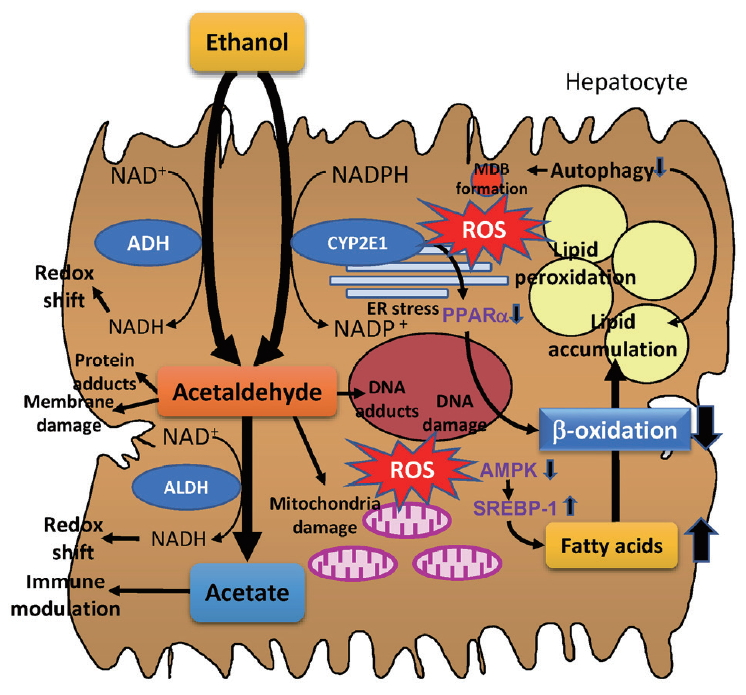 Ethanol
Hepatocyte
NAD+
NADPH
MDB
formation
Autophagy
ADH
CYP2E1
ROS
Lipid
peroxidation
Redox
shift
NADH
NADP +
ER stress
PPARα
Lipid
accumulation
Protein
adducts
Membrane
damage
Acetaldehyde
DNA
adducts
DNA
damage
β-oxidation
NAD+
ALDH
ROS
AMPK
SREBP-1
Mitochondria
damage
Redox
shift
NADH
Fatty acids
Immune
modulation
Acetate